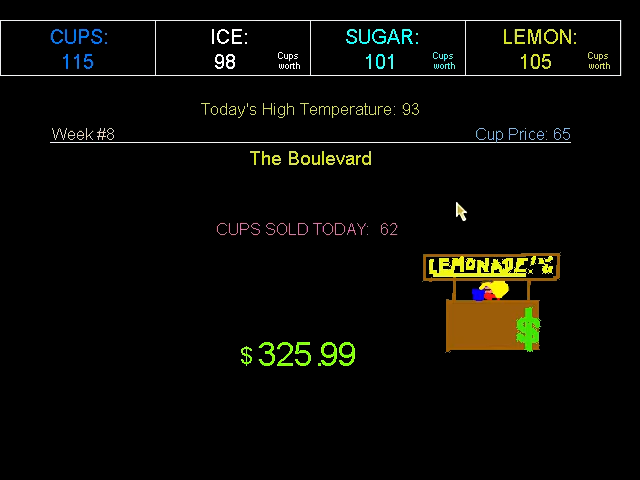 CUPS: ICE: SUGAR: LEMON:
115 98 Cups worth 101 Cups worth 105 Cups worth
Today's High Temperature: 93
Week #8 Cup Price: 65
The Boulevard
CUPS SOLD TODAY: 62
LEMONADE
$
$ 325.99